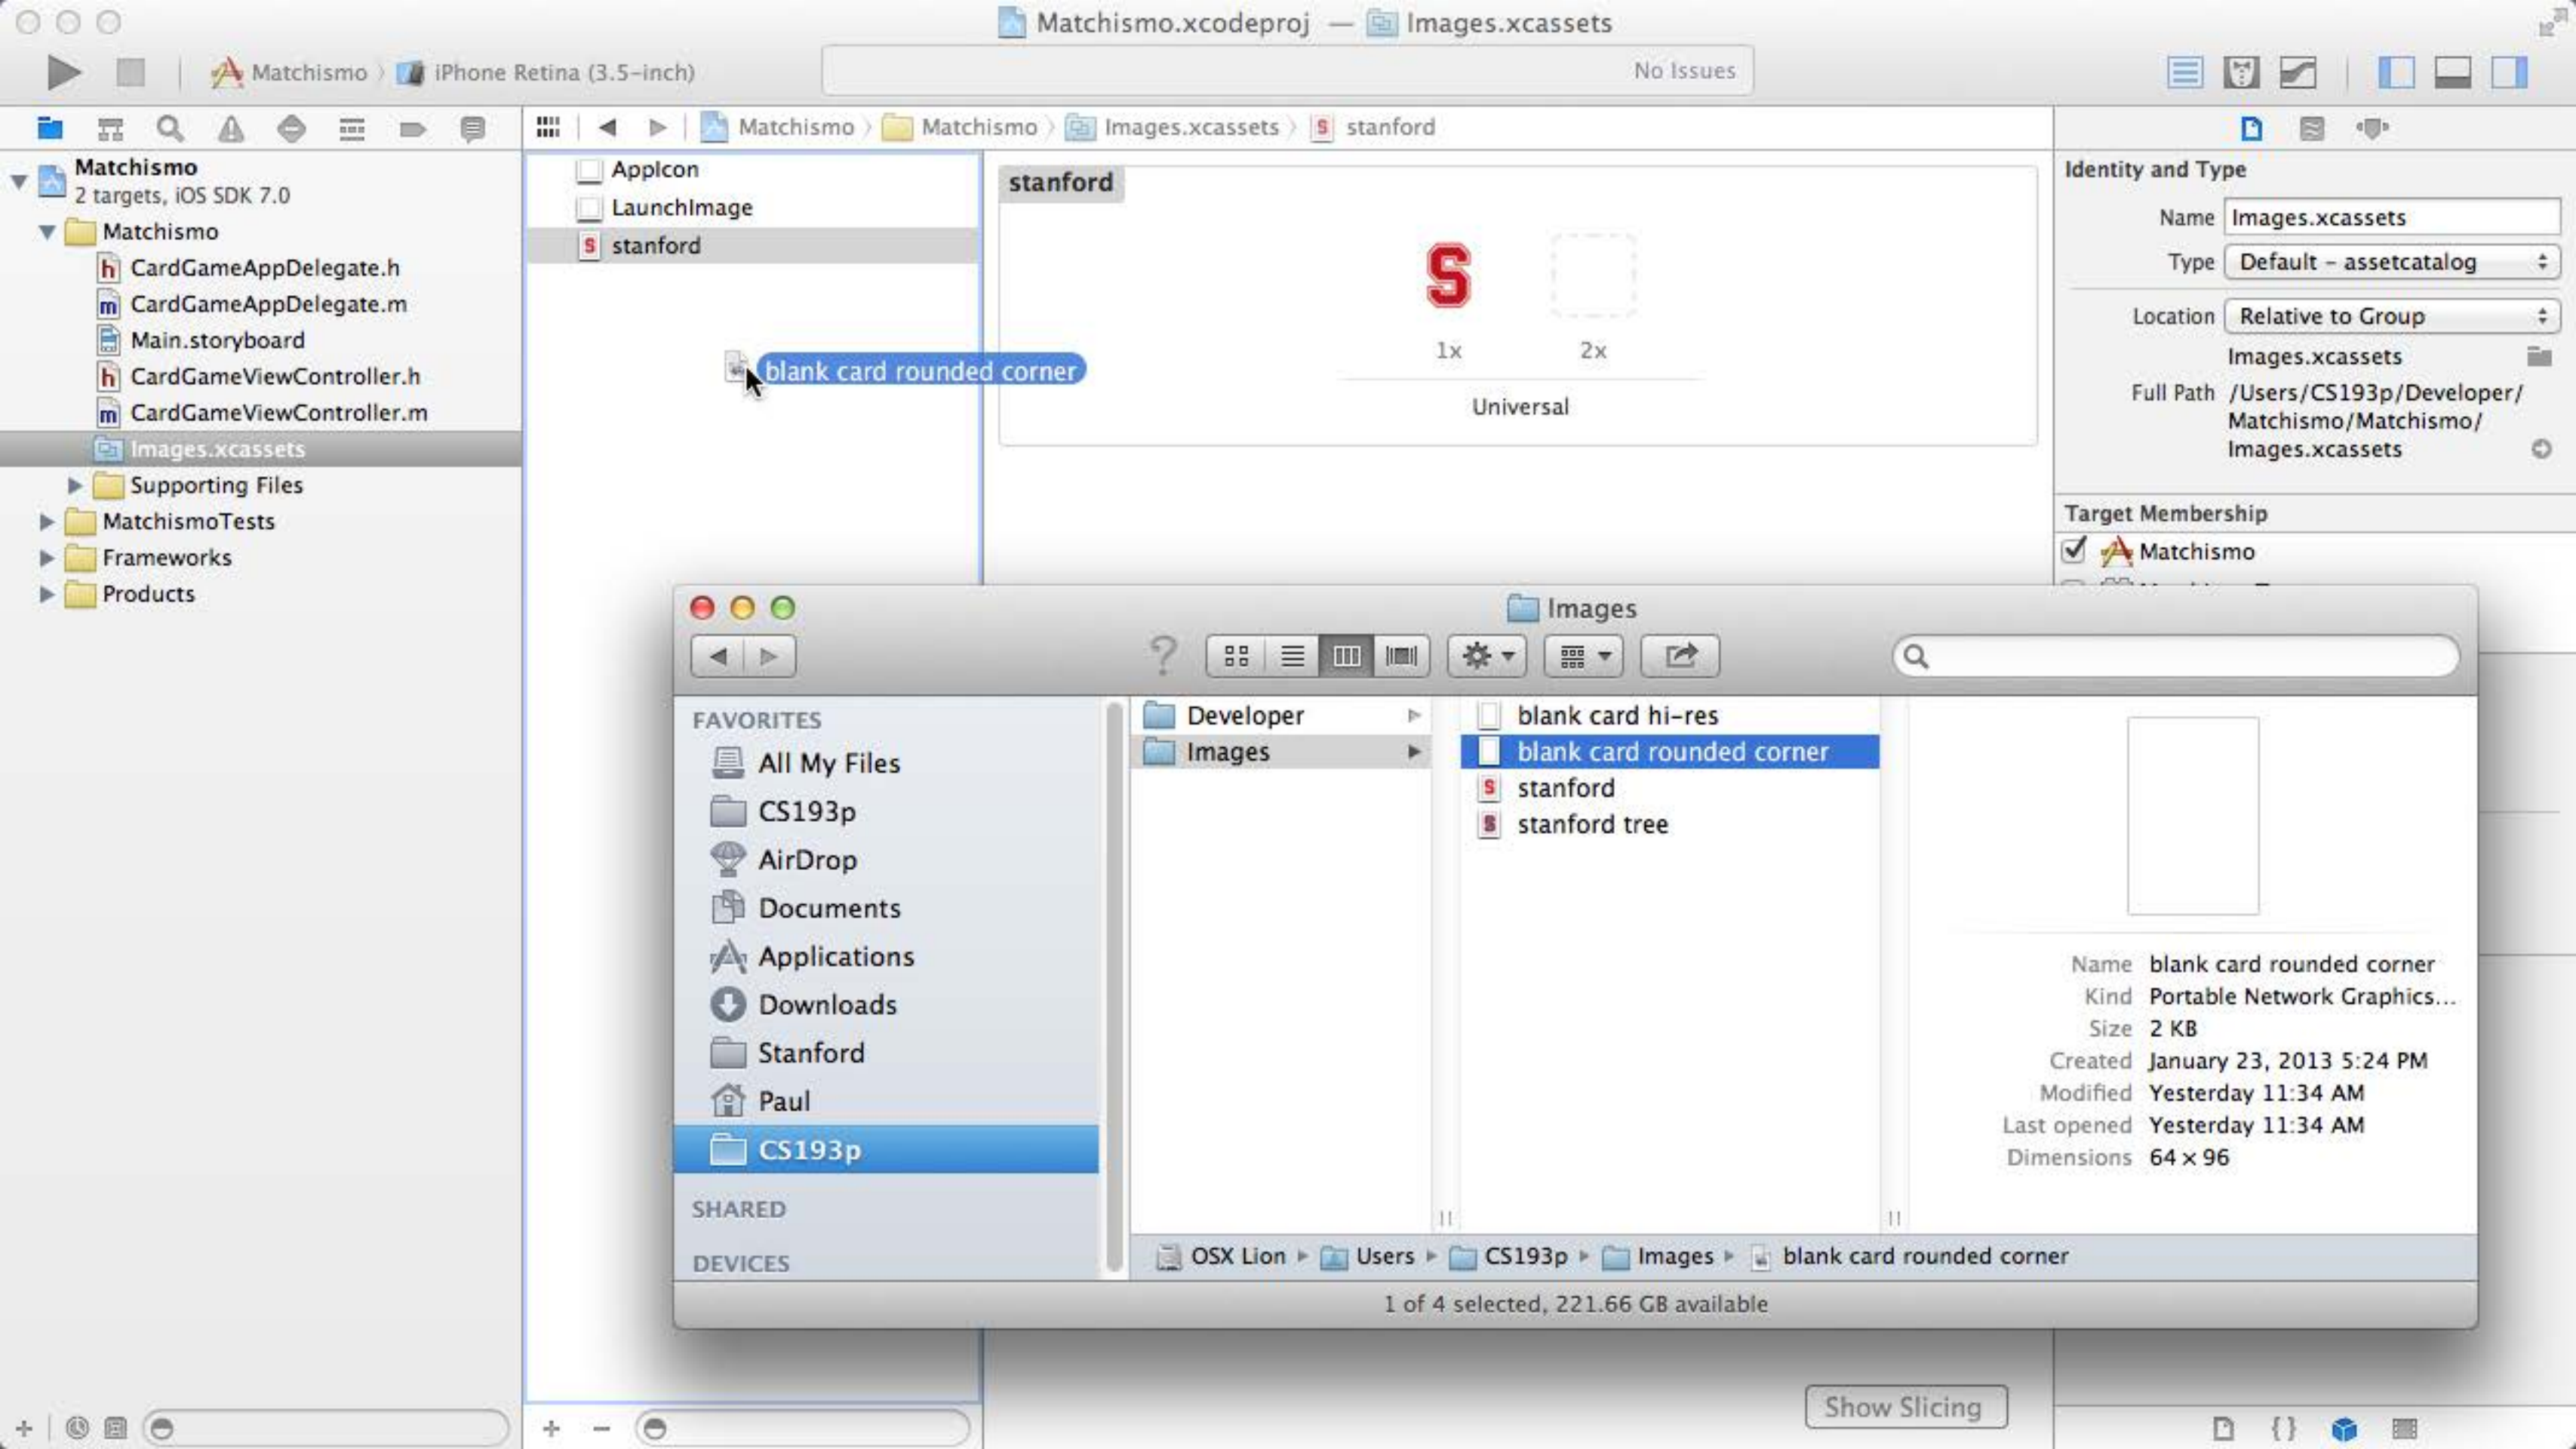 Matchismo.xcodeproj — Images.xcassets
Matchismo
iPhone Retina (3.5-inch)
No Issues
Matchismo
Matchismo
Images.xcassets
stanford
Matchismo
2 targets, iOS SDK 7.0
Matchismo
CardGameAppDelegate.h
CardGameAppDelegate.m
Main.storyboard
CardGameViewController.h
CardGameViewController.m
Images.xcassets
Supporting Files
MatchismoTests
Frameworks
Products
AppIcon
LaunchImage
stanford
blank card rounded corner
stanford
S
1x
2x
Universal
Identity and Type
Name Images.xcassets
Type Default - assetcatalog
Location Relative to Group
Images.xcassets
Full Path /Users/CS193p/Developer/
Matchismo/Matchismo/
Images.xcassets
Target Membership
Matchismo
Images
FAVORITES
All My Files
CS193p
AirDrop
Documents
Applications
Downloads
Stanford
Paul
CS193p
SHARED
DEVICES
Developer
Images
blank card hi-res
blank card rounded corner
stanford
stanford tree
Name blank card rounded corner
Kind Portable Network Graphics...
Size 2 KB
Created January 23, 2013 5:24 PM
Modified Yesterday 11:34 AM
Last opened Yesterday 11:34 AM
Dimensions 64 × 96
OSX Lion
Users
CS193p
Images
blank card rounded corner
1 of 4 selected, 221.66 GB available
Show Slicing